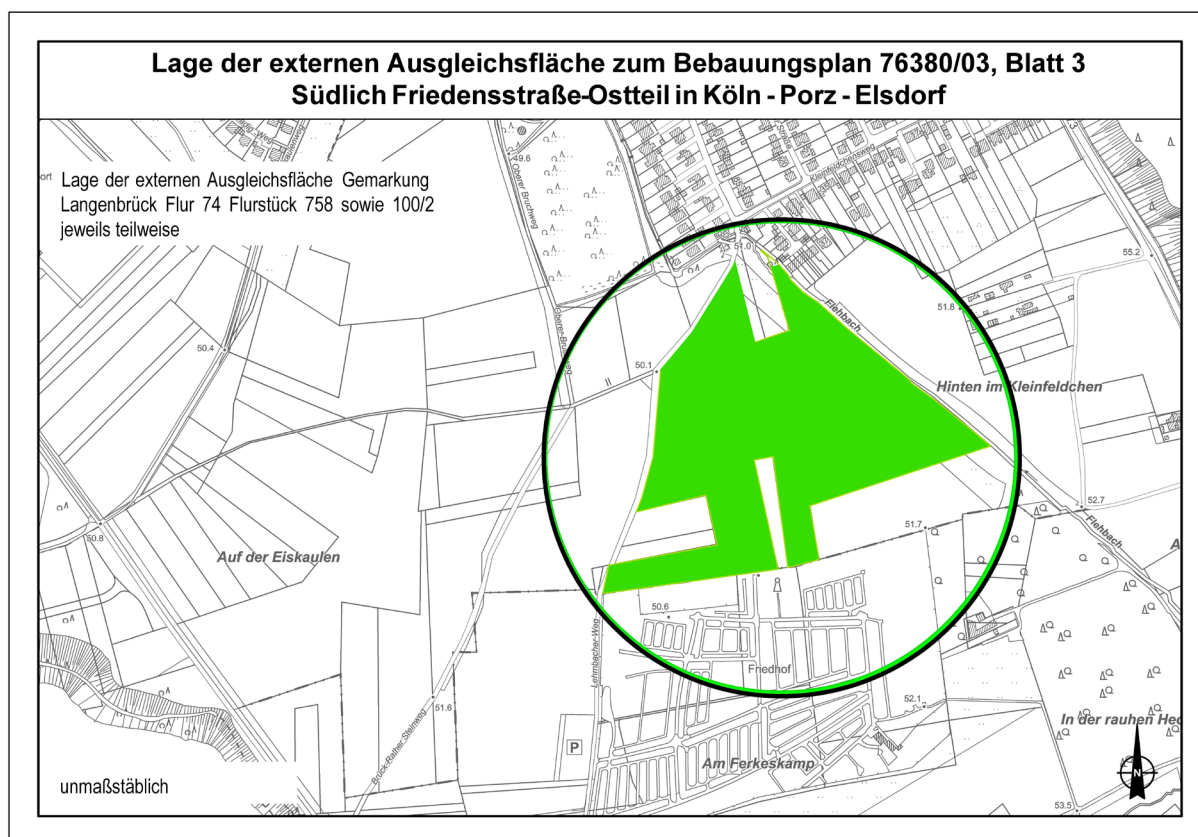 Lage der externen Ausgleichsfläche zum Bebauungsplan 76380/03, Blatt 3
Südlich Friedensstraße-Ostteil in Köln - Porz - Elsdorf
Lage der externen Ausgleichsfläche Gemarkung
Langenbrück Flur 74 Flurstück 758 sowie 100/2
jeweils teilweise
49.6
Oberer Bruchweg
Kleinfeldchensweg
51.0
55.2
51.8
Flehbach
Oberer-Bruchweg
50.4
50.1
Hinten im Kleinfeldchen
50.8
Auf der Eiskaulen
52.7
51.7
Flehbach
50.6
Lehmbacher Weg
Friedhof
51.6
52.1
Brück-Rather Steinweg
In der rauhen Hec
P
Am Ferkeskamp
N
unmaßstäblich
53.5